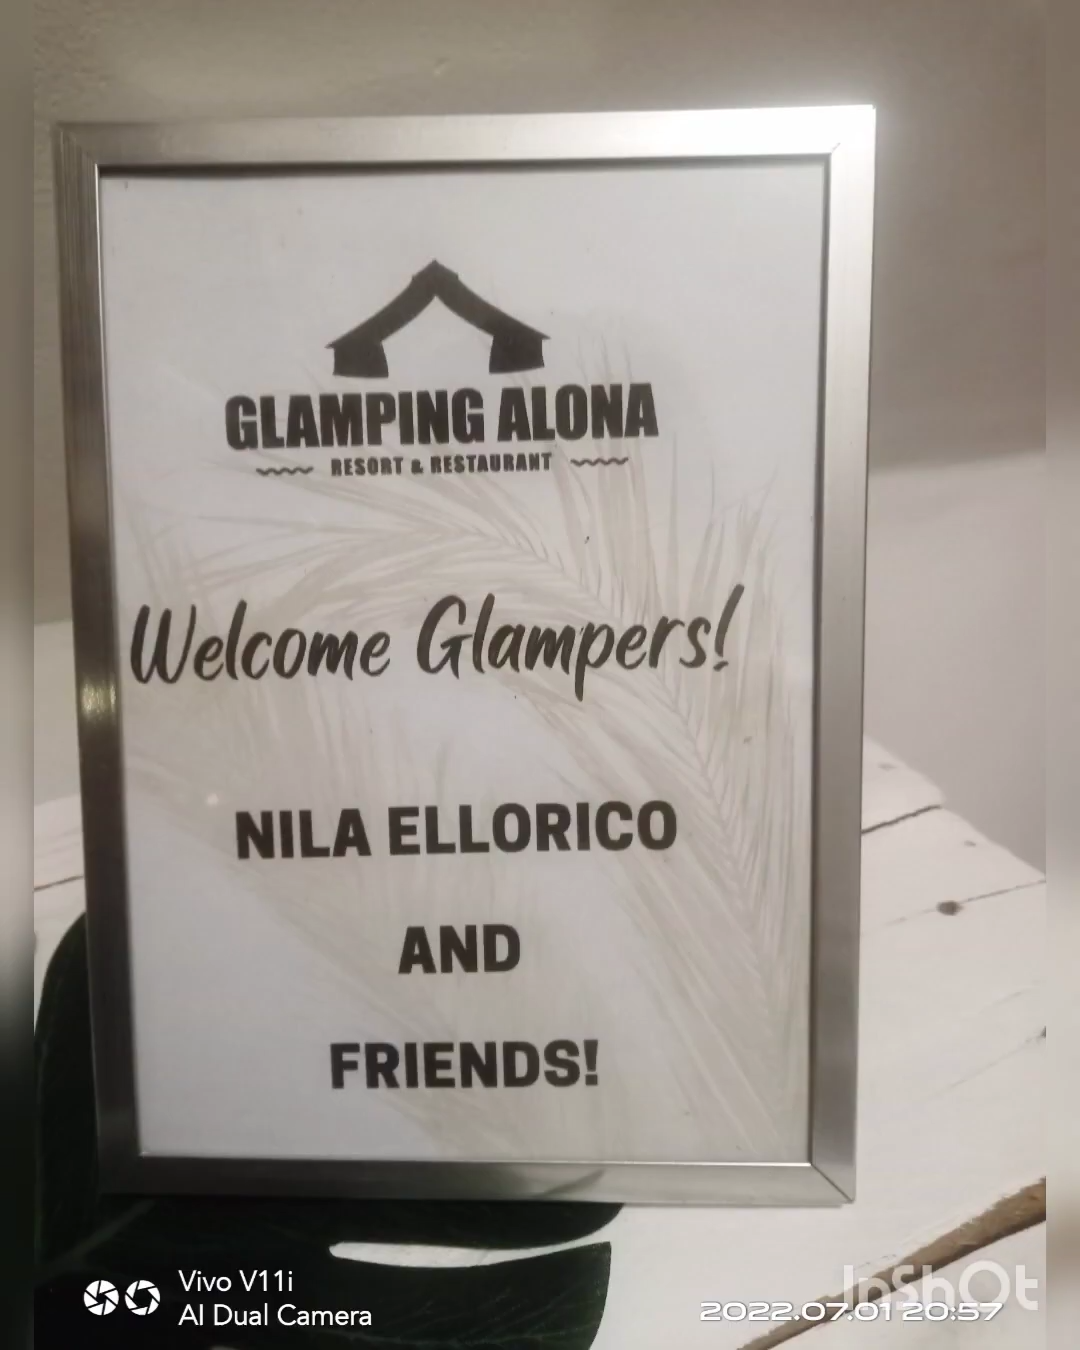 GLAMPING ALONA
RESORT & RESTAURANT
Welcome Glampers!
NILA ELLORICO
AND
FRIENDS!
Vivo V11i
AI Dual Camera
InShOt
2022.07.01 20:57